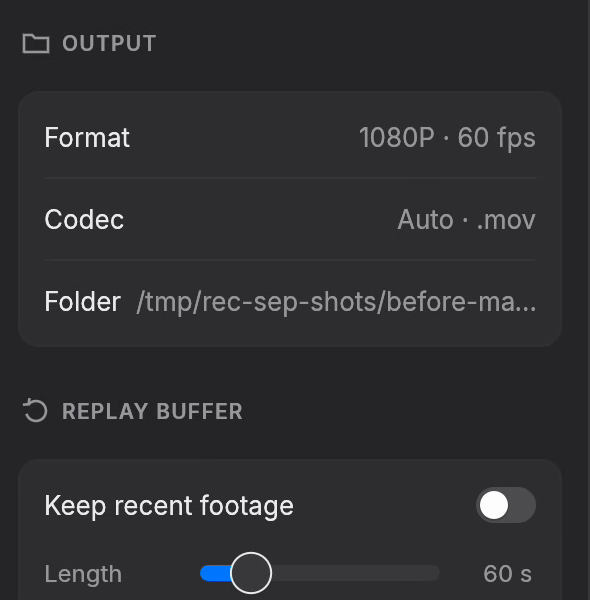 OUTPUT
Format 1080P · 60 fps
Codec Auto · .mov
Folder /tmp/rec-sep-shots/before-ma...
REPLAY BUFFER
Keep recent footage
Length 60 s